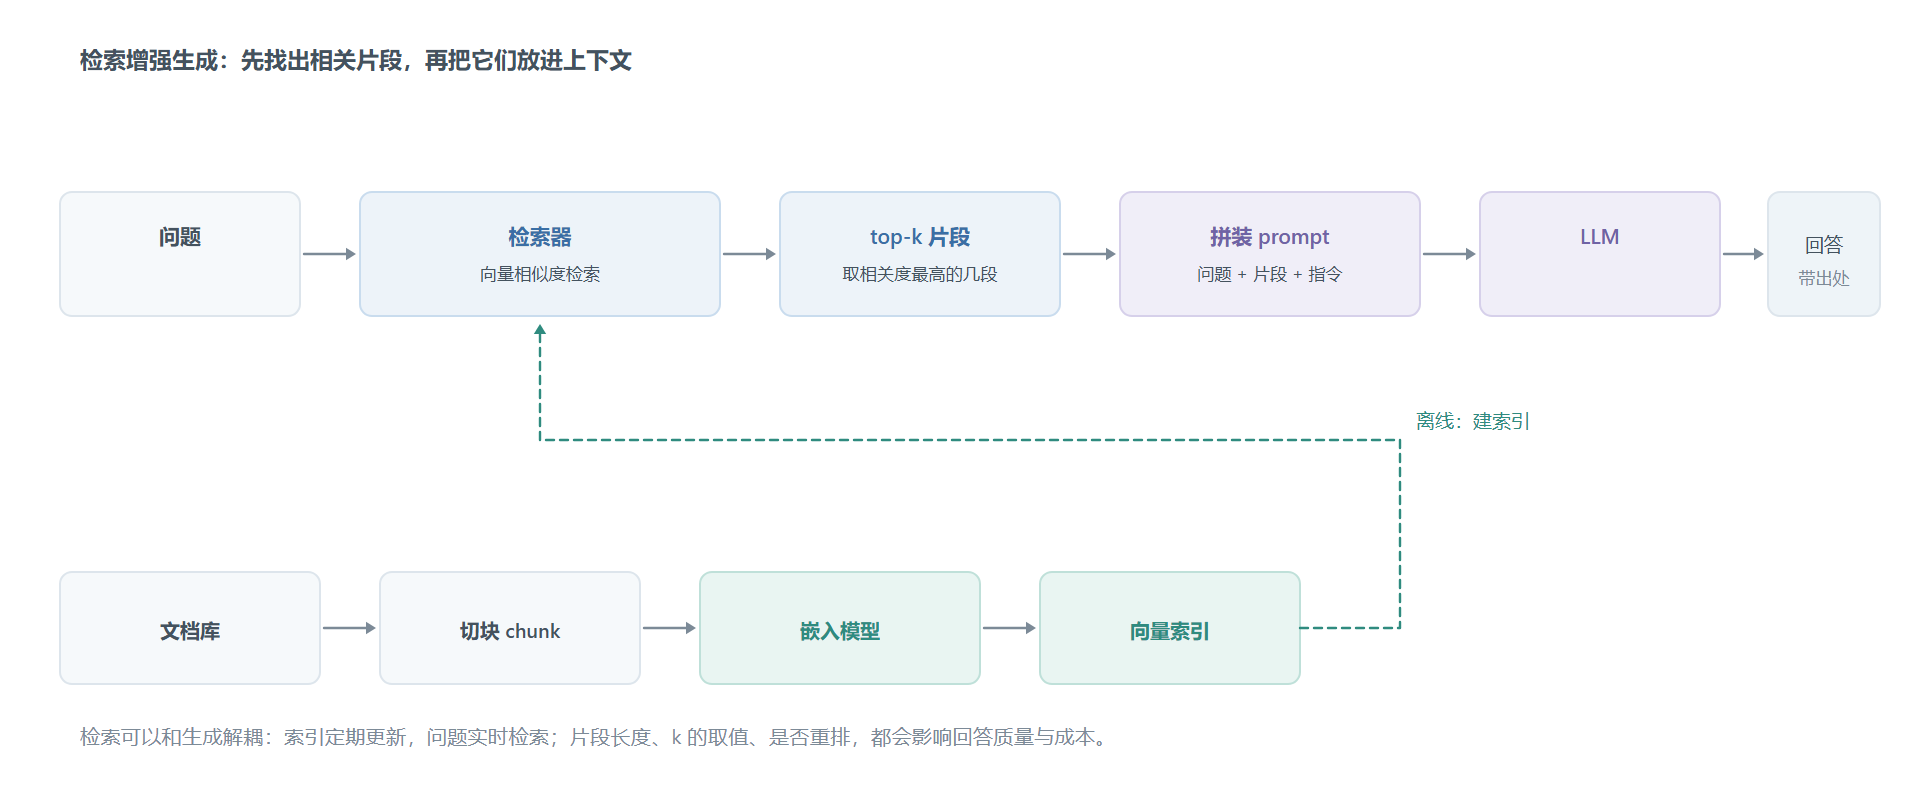 检索增强生成：先找出相关片段，再把它们放进上下文
问题
检索器
向量相似度检索
top-k 片段
取相关度最高的几段
拼装 prompt
问题 + 片段 + 指令
LLM
回答
带出处
离线：建索引
文档库
切块 chunk
嵌入模型
向量索引
检索可以和生成解耦：索引定期更新，问题实时检索；片段长度、k 的取值、是否重排，都会影响回答质量与成本。